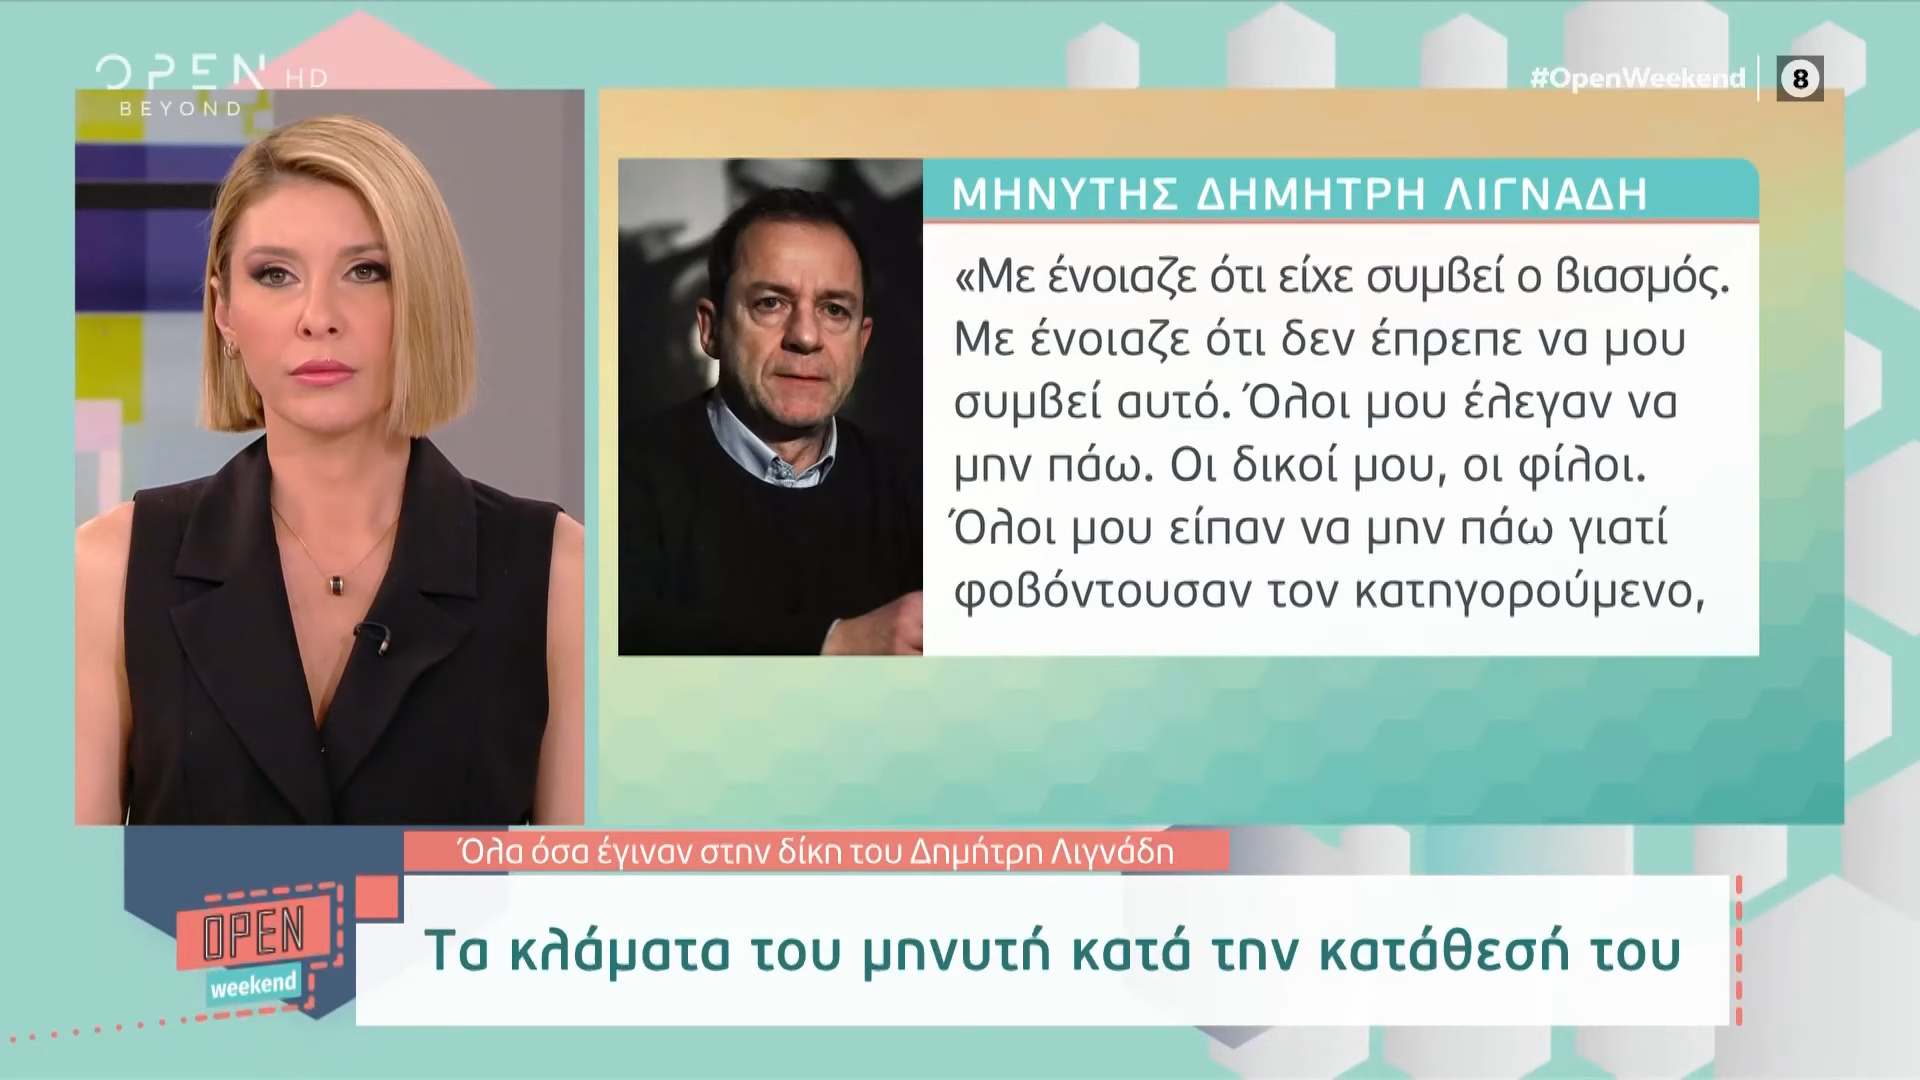 OPEN HD
BEYOND
#OpenWeekend
8
ΜΗΝΥΤΗΣ ΔΗΜΗΤΡΗ ΛΙΓΝΑΔΗ
«Με ένοιαζε ότι είχε συμβεί ο βιασμός.
Με ένοιαζε ότι δεν έπρεπε να μου
συμβεί αυτό. Όλοι μου έλεγαν να
μην πάω. Οι δικοί μου, οι φίλοι.
Όλοι μου είπαν να μην πάω γιατί
φοβόντουσαν τον κατηγορούμενο,
Όλα όσα έγιναν στην δίκη του Δημήτρη Λιγνάδη
OPEN
weekend
Τα κλάματα του μηνυτή κατά την κατάθεσή του